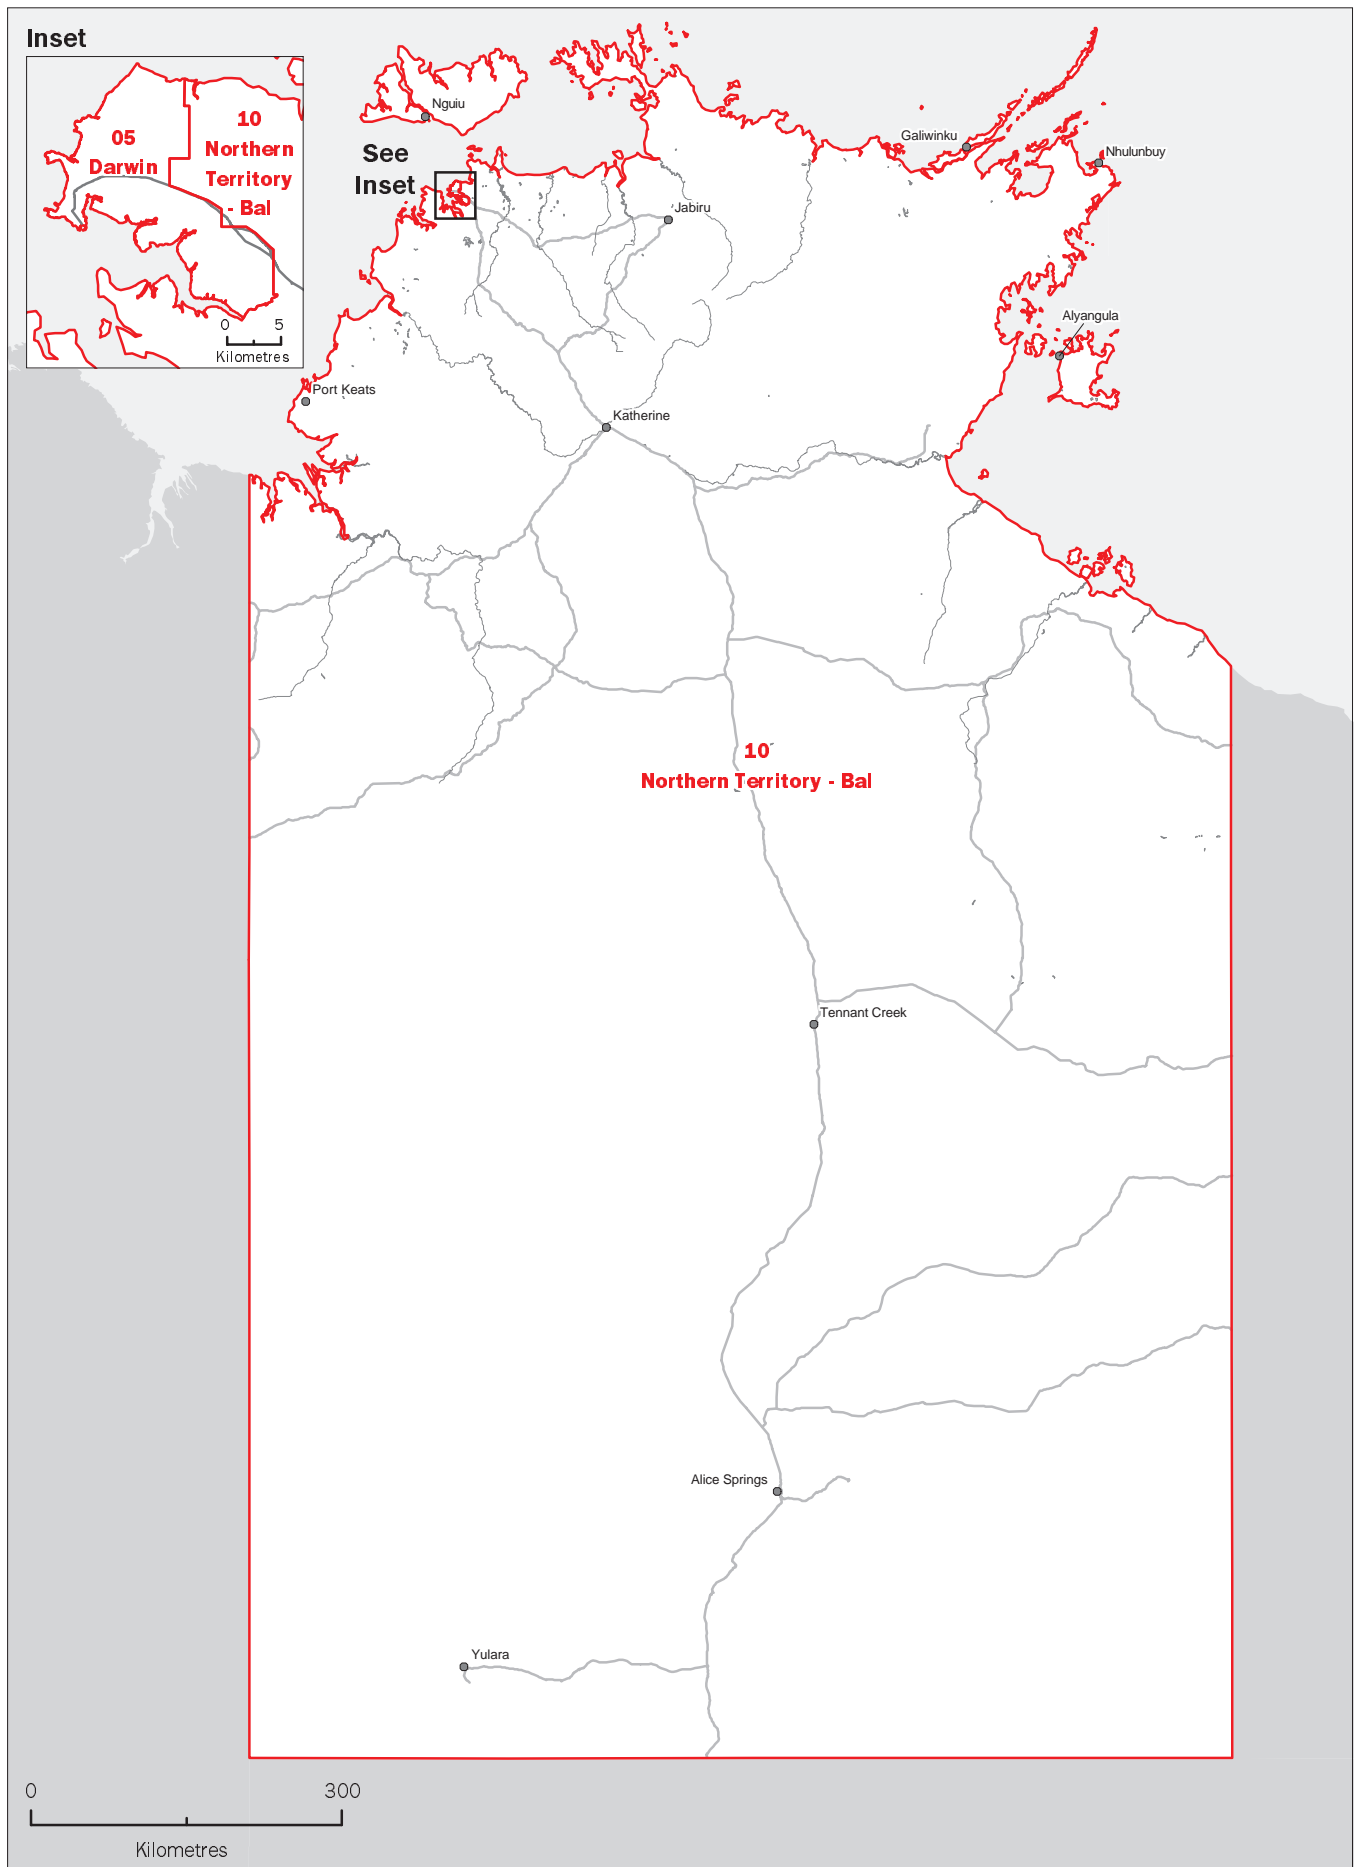 Inset
05
Darwin
10
Northern
Territory
- Bal
0 5
Kilometres
See
Inset
Nguiu
Galiwinku
Nhulunbuy
Jabiru
Alyangula
Port Keats
Katherine
10
Northern Territory - Bal
Tennant Creek
Alice Springs
Yulara
0 300
Kilometres